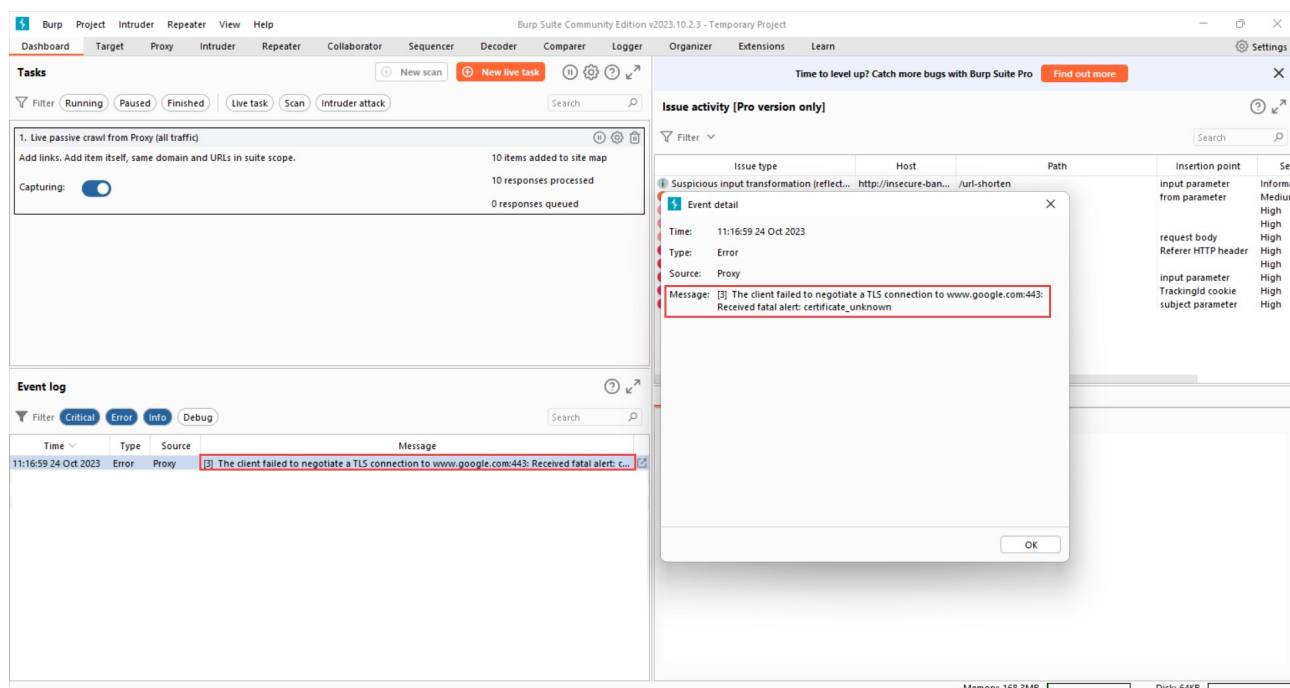 Burp Project Intruder Repeater View Help Burp Suite Community Edition v2023.10.2.3 - Temporary Project
Dashboard Target Proxy Intruder Repeater Collaborator Sequencer Decoder Comparer Logger Organizer Extensions Learn Settings
Tasks
New scan New live task
Filter Running Paused Finished Live task Scan Intruder attack Search
1. Live passive crawl from Proxy (all traffic)
Add links. Add item itself, same domain and URLs in suite scope.
Capturing:
10 items added to site map
10 responses processed
0 responses queued
Time to level up? Catch more bugs with Burp Suite Pro Find out more
Issue activity [Pro version only]
Filter Search
Issue type Host Path Insertion point Se
Suspicious input transformation (reflect... http://insecure-ban... /url-shorten input parameter Inform
from parameter Mediu
High
High
request body High
Referer HTTP header High
High
input parameter High
TrackingId cookie High
subject parameter High
Event detail
Time: 11:16:59 24 Oct 2023
Type: Error
Source: Proxy
Message: [3] The client failed to negotiate a TLS connection to www.google.com:443:
Received fatal alert: certificate_unknown
OK
Event log
Filter Critical Error Info Debug Search
Time Type Source Message
11:16:59 24 Oct 2023 Error Proxy [3] The client failed to negotiate a TLS connection to www.google.com:443: Received fatal alert: c...
Memory: 168.3MB Disk: 64KB